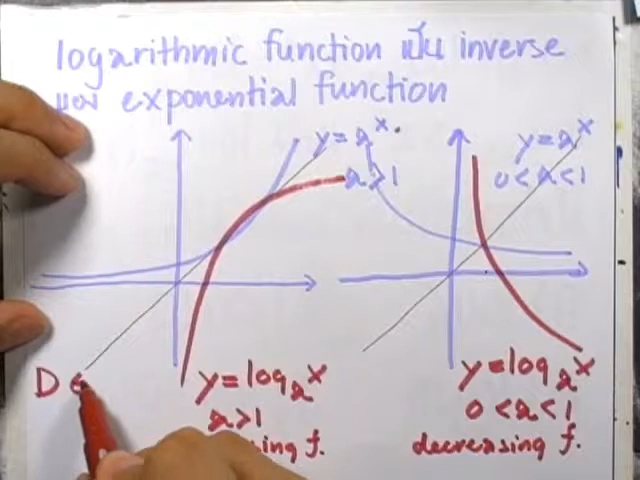 logarithmic function เป็น inverse
ของ exponential function
y = a^x.
a > 1
y = log_a x
a > 1
f.
D
y = a^x
0 < a < 1
y = log_a x
0 < a < 1
decreasing f.